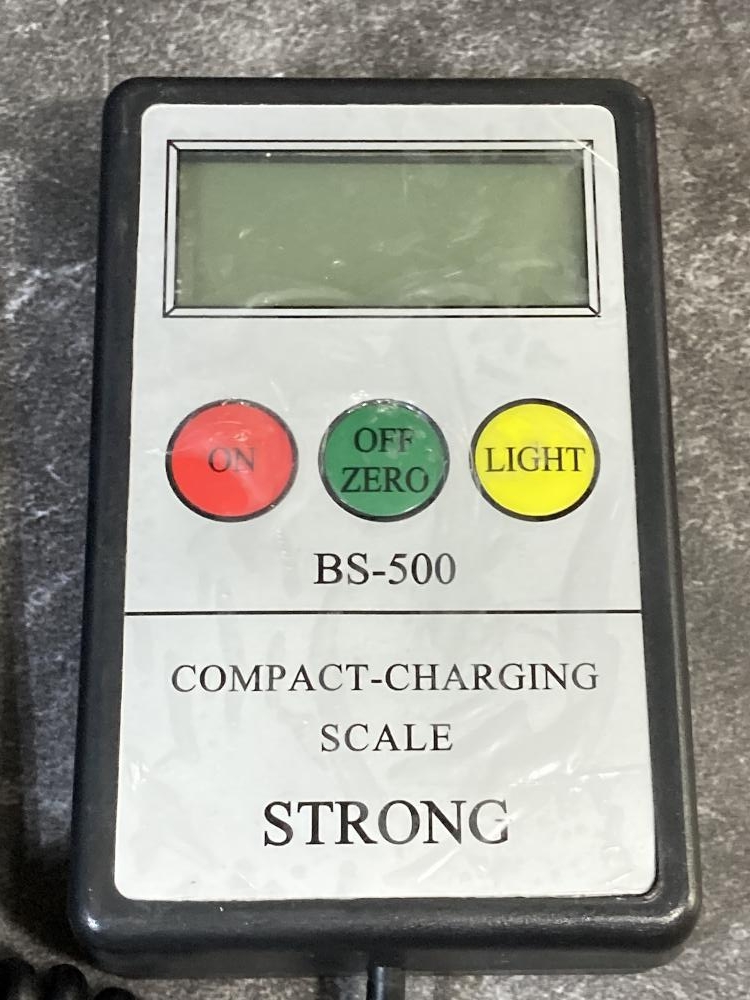 ON
OFF
ZERO
LIGHT
BS-500
COMPACT-CHARGING
SCALE
STRONG